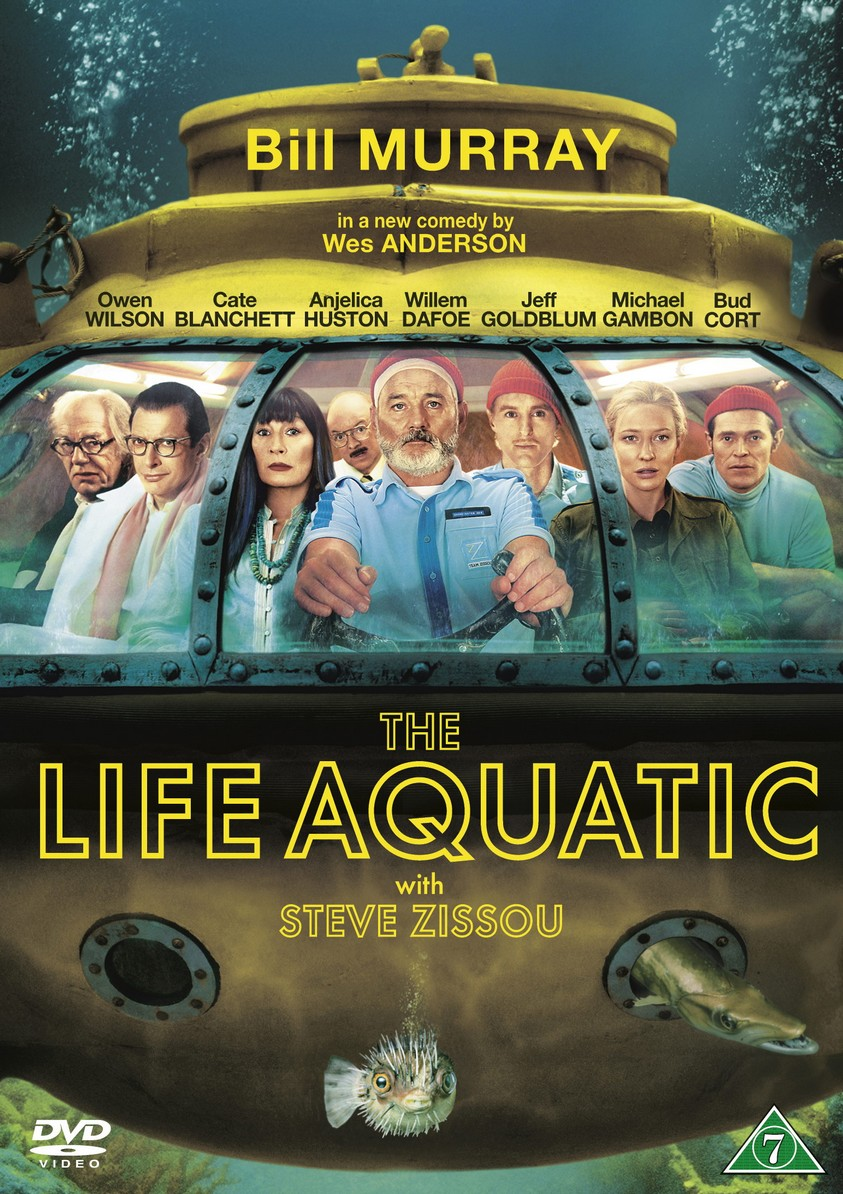 Bill MURRAY
in a new comedy by
Wes ANDERSON
Owen WILSON
Cate BLANCHETT
Anjelica HUSTON
Willem DAFOE
Jeff GOLDBLUM
Michael GAMBON
Bud CORT
THE
LIFE AQUATIC
with
STEVE ZISSOU
DVD
VIDEO
7